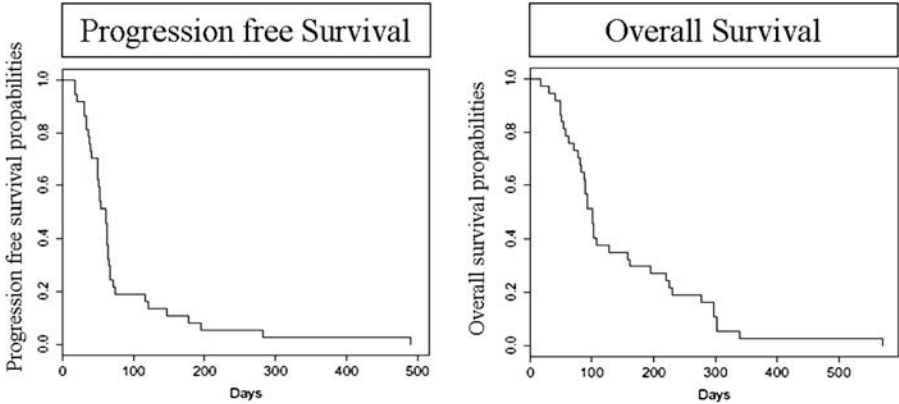 Progression free Survival
Progression free survival propabilities
1.0
0.8
0.6
0.4
0.2
0.0
0 100 200 300 400 500
Days
Overall Survival
Overall survival propabilities
1.0
0.8
0.6
0.4
0.2
0.0
0 100 200 300 400 500
Days